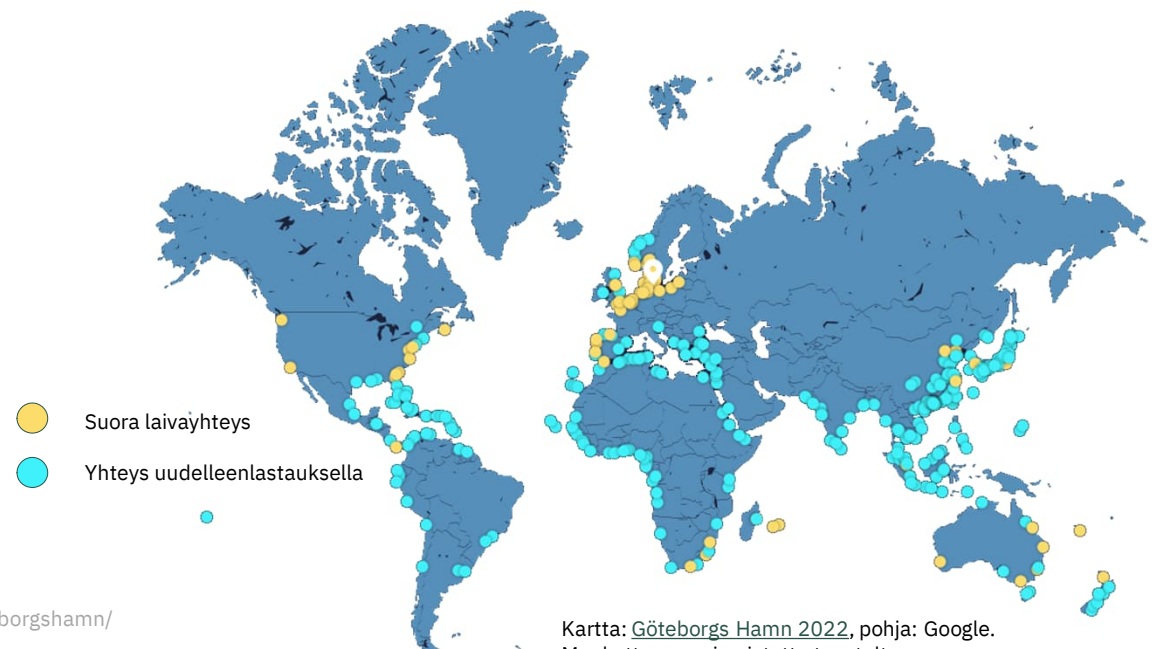 Suora laivayhteys
Yhteys uudelleenlastauksella
borgshamn/
Kartta: Göteborgs Hamn 2022, pohja: Google.